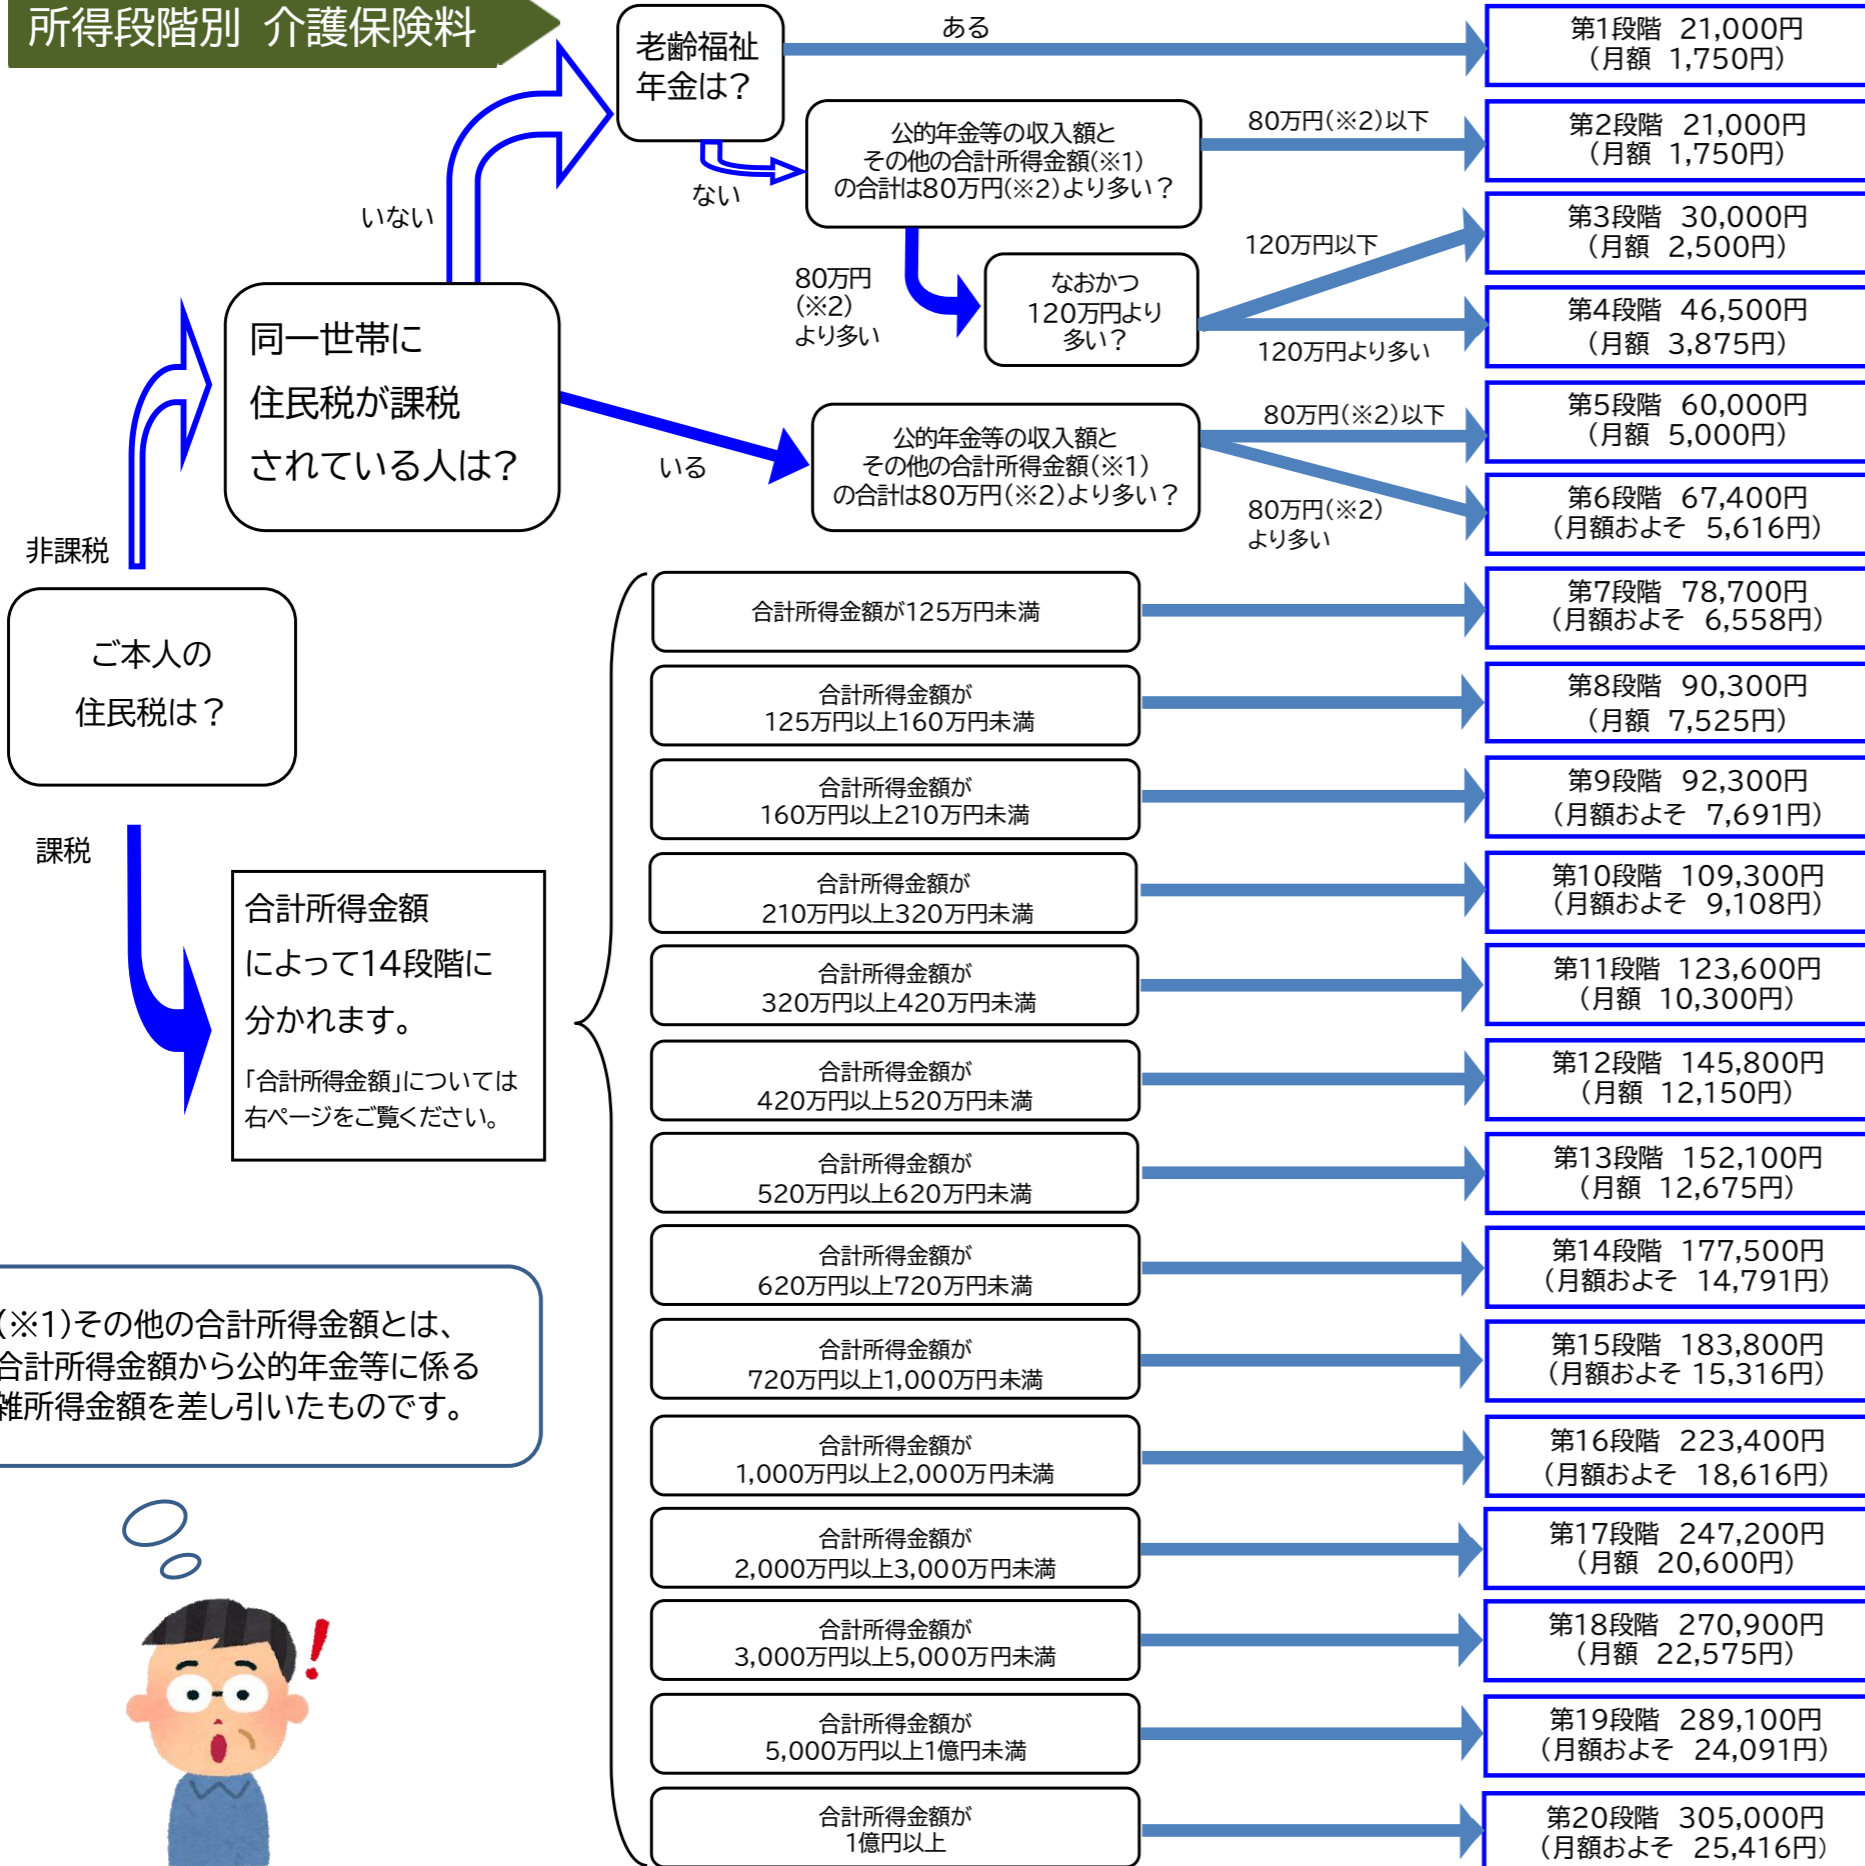 所得段階別 介護保険料
老齢福祉
年金は?
ある
第1段階 21,000円
(月額 1,750円)
ない
公的年金等の収入額と
その他の合計所得金額(※1)
の合計は80万円(※2)より多い？
80万円(※2)以下
第2段階 21,000円
(月額 1,750円)
いない
80万円
(※2)
より多い
なおかつ
120万円より
多い？
120万円以下
第3段階 30,000円
(月額 2,500円)
120万円より多い
第4段階 46,500円
(月額 3,875円)
同一世帯に
住民税が課税
されている人は?
いる
公的年金等の収入額と
その他の合計所得金額(※1)
の合計は80万円(※2)より多い？
80万円(※2)以下
第5段階 60,000円
(月額 5,000円)
80万円(※2)
より多い
第6段階 67,400円
(月額およそ 5,616円)
非課税
ご本人の
住民税は？
課税
合計所得金額
によって14段階に
分かれます。
「合計所得金額」については
右ページをご覧ください。
合計所得金額が125万円未満
第7段階 78,700円
(月額およそ 6,558円)
合計所得金額が
125万円以上160万円未満
第8段階 90,300円
(月額 7,525円)
合計所得金額が
160万円以上210万円未満
第9段階 92,300円
(月額およそ 7,691円)
合計所得金額が
210万円以上320万円未満
第10段階 109,300円
(月額およそ 9,108円)
合計所得金額が
320万円以上420万円未満
第11段階 123,600円
(月額 10,300円)
合計所得金額が
420万円以上520万円未満
第12段階 145,800円
(月額 12,150円)
合計所得金額が
520万円以上620万円未満
第13段階 152,100円
(月額 12,675円)
合計所得金額が
620万円以上720万円未満
第14段階 177,500円
(月額およそ 14,791円)
合計所得金額が
720万円以上1,000万円未満
第15段階 183,800円
(月額およそ 15,316円)
合計所得金額が
1,000万円以上2,000万円未満
第16段階 223,400円
(月額およそ 18,616円)
合計所得金額が
2,000万円以上3,000万円未満
第17段階 247,200円
(月額 20,600円)
合計所得金額が
3,000万円以上5,000万円未満
第18段階 270,900円
(月額 22,575円)
合計所得金額が
5,000万円以上1億円未満
第19段階 289,100円
(月額およそ 24,091円)
合計所得金額が
1億円以上
第20段階 305,000円
(月額およそ 25,416円)
(※1)その他の合計所得金額とは、
合計所得金額から公的年金等に係る
雑所得金額を差し引いたものです。